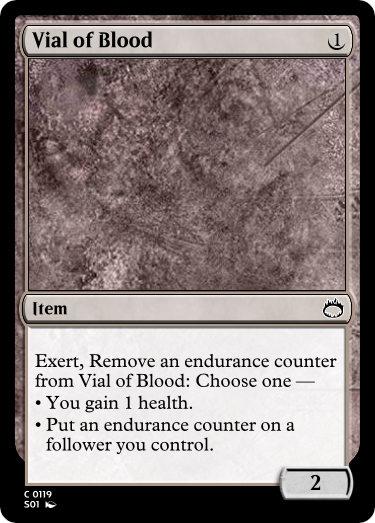 Vial of Blood 1
Item
Exert, Remove an endurance counter
from Vial of Blood: Choose one —
• You gain 1 health.
• Put an endurance counter on a
follower you control.
2
C 0119
S01